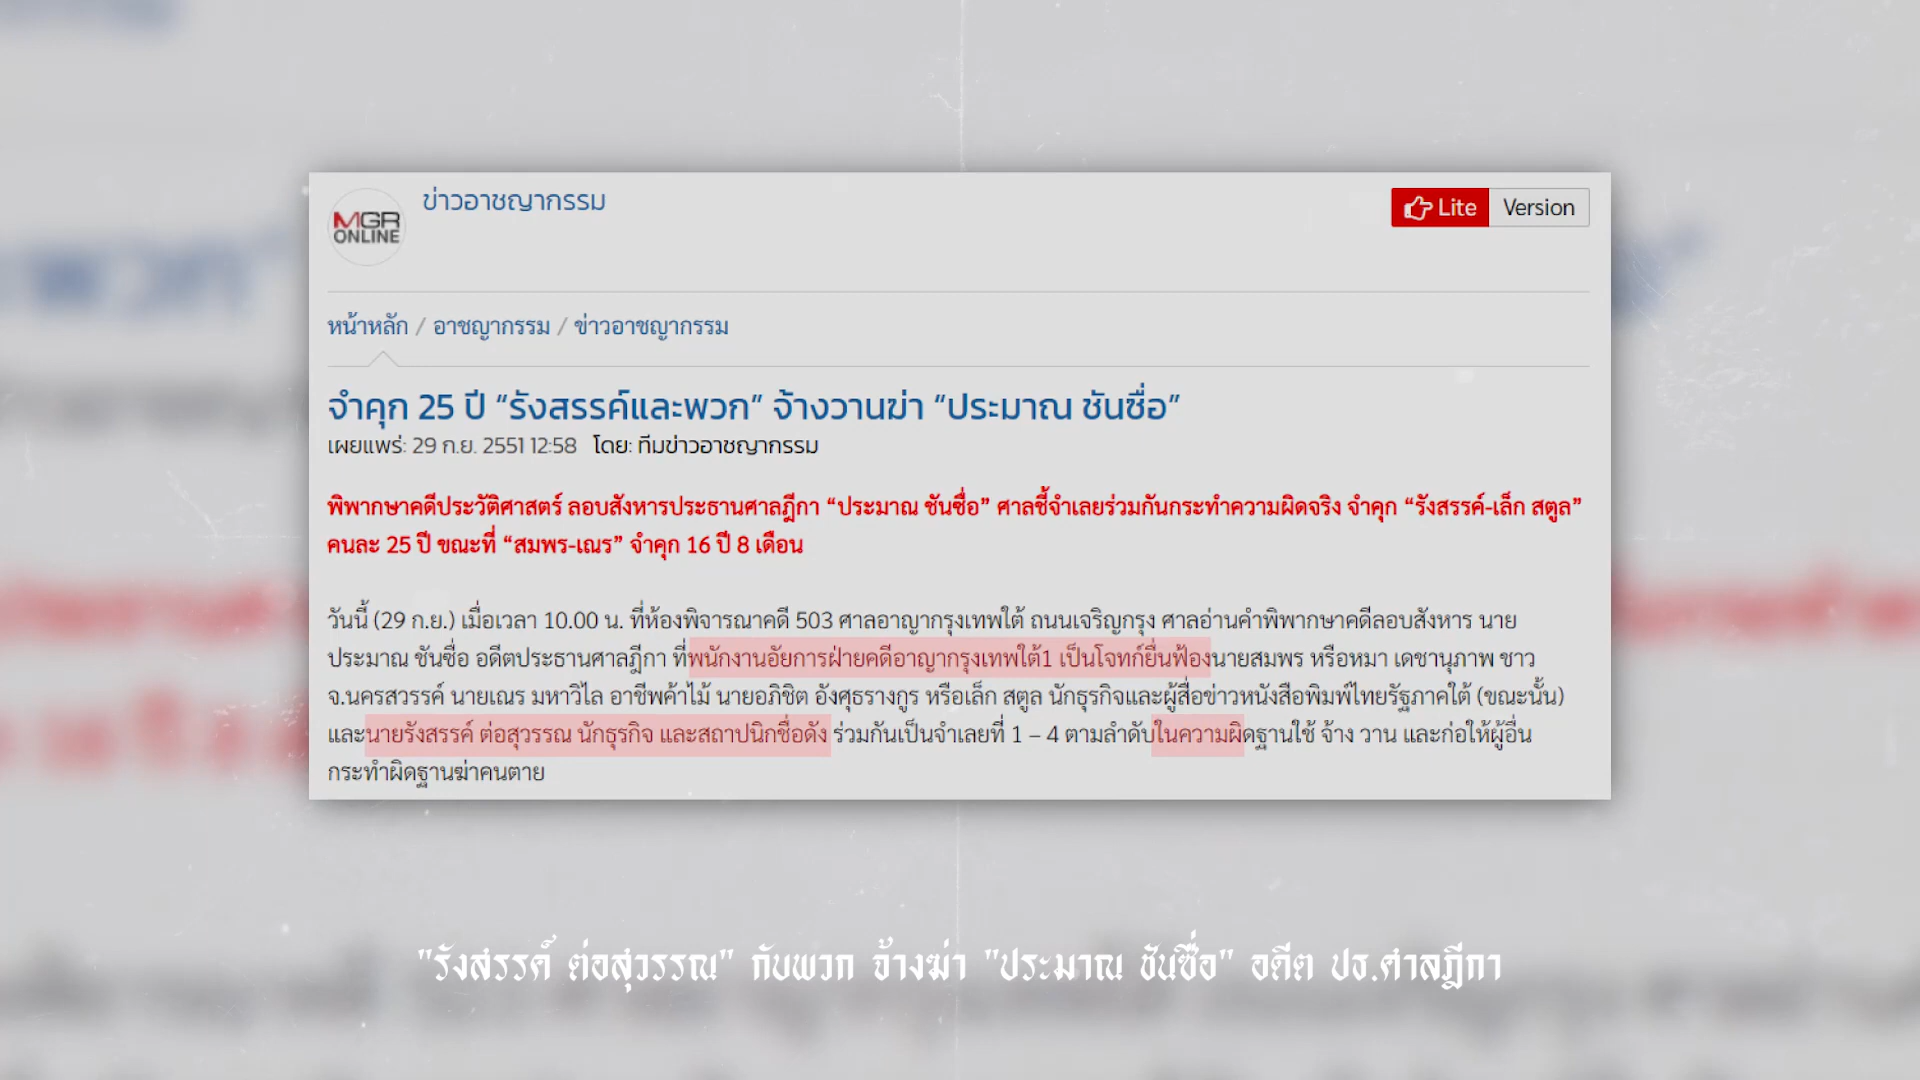 MGR
ONLINE
ข่าวอาชญากรรม
Lite Version
หน้าหลัก / อาชญากรรม / ข่าวอาชญากรรม
จำคุก 25 ปี “รังสรรค์และพวก” จ้างวานฆ่า “ประมาณ ชันซื่อ”
เผยแพร่: 29 ก.ย. 2551 12:58 โดย: ทีมข่าวอาชญากรรม
พิพากษาคดีประวัติศาสตร์ ลอบสังหารประธานศาลฎีกา “ประมาณ ชันซื่อ” ศาลชี้จำเลยร่วมกันกระทำความผิดจริง จำคุก “รังสรรค์-เล็ก สตูล”
คนละ 25 ปี ขณะที่ “สมพร-เณร” จำคุก 16 ปี 8 เดือน
วันนี้ (29 ก.ย.) เมื่อเวลา 10.00 น. ที่ห้องพิจารณาคดี 503 ศาลอาญากรุงเทพใต้ ถนนเจริญกรุง ศาลอ่านคำพิพากษาคดีลอบสังหาร นาย
ประมาณ ชันซื่อ อดีตประธานศาลฎีกา ที่พนักงานอัยการฝ่ายคดีอาญากรุงเทพใต้1 เป็นโจทก์ยื่นฟ้องนายสมพร หรือหมา เดชานุภาพ ชาว
จ.นครสวรรค์ นายเณร มหาวิไล อาชีพค้าไม้ นายอภิชิต อังศุธรางกูร หรือเล็ก สตูล นักธุรกิจและผู้สื่อข่าวหนังสือพิมพ์ไทยรัฐภาคใต้ (ขณะนั้น)
และนายรังสรรค์ ต่อสุวรรณ นักธุรกิจ และสถาปนิกชื่อดัง ร่วมกันเป็นจำเลยที่ 1 – 4 ตามลำดับในความผิดฐานใช้ จ้าง วาน และก่อให้ผู้อื่น
กระทำผิดฐานฆ่าคนตาย
"รังสรรค์ ต่อสุวรรณ" กับพวก จ้างฆ่า "ประมาณ ชันซื่อ" อดีต ปธ.ศาลฎีกา